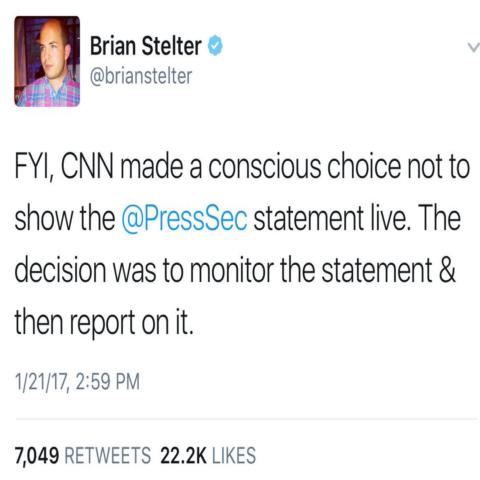 Brian Stelter
@brianstelter
FYI, CNN made a conscious choice not to
show the @PressSec statement live. The
decision was to monitor the statement &
then report on it.
1/21/17, 2:59 PM
7,049 RETWEETS 22.2K LIKES